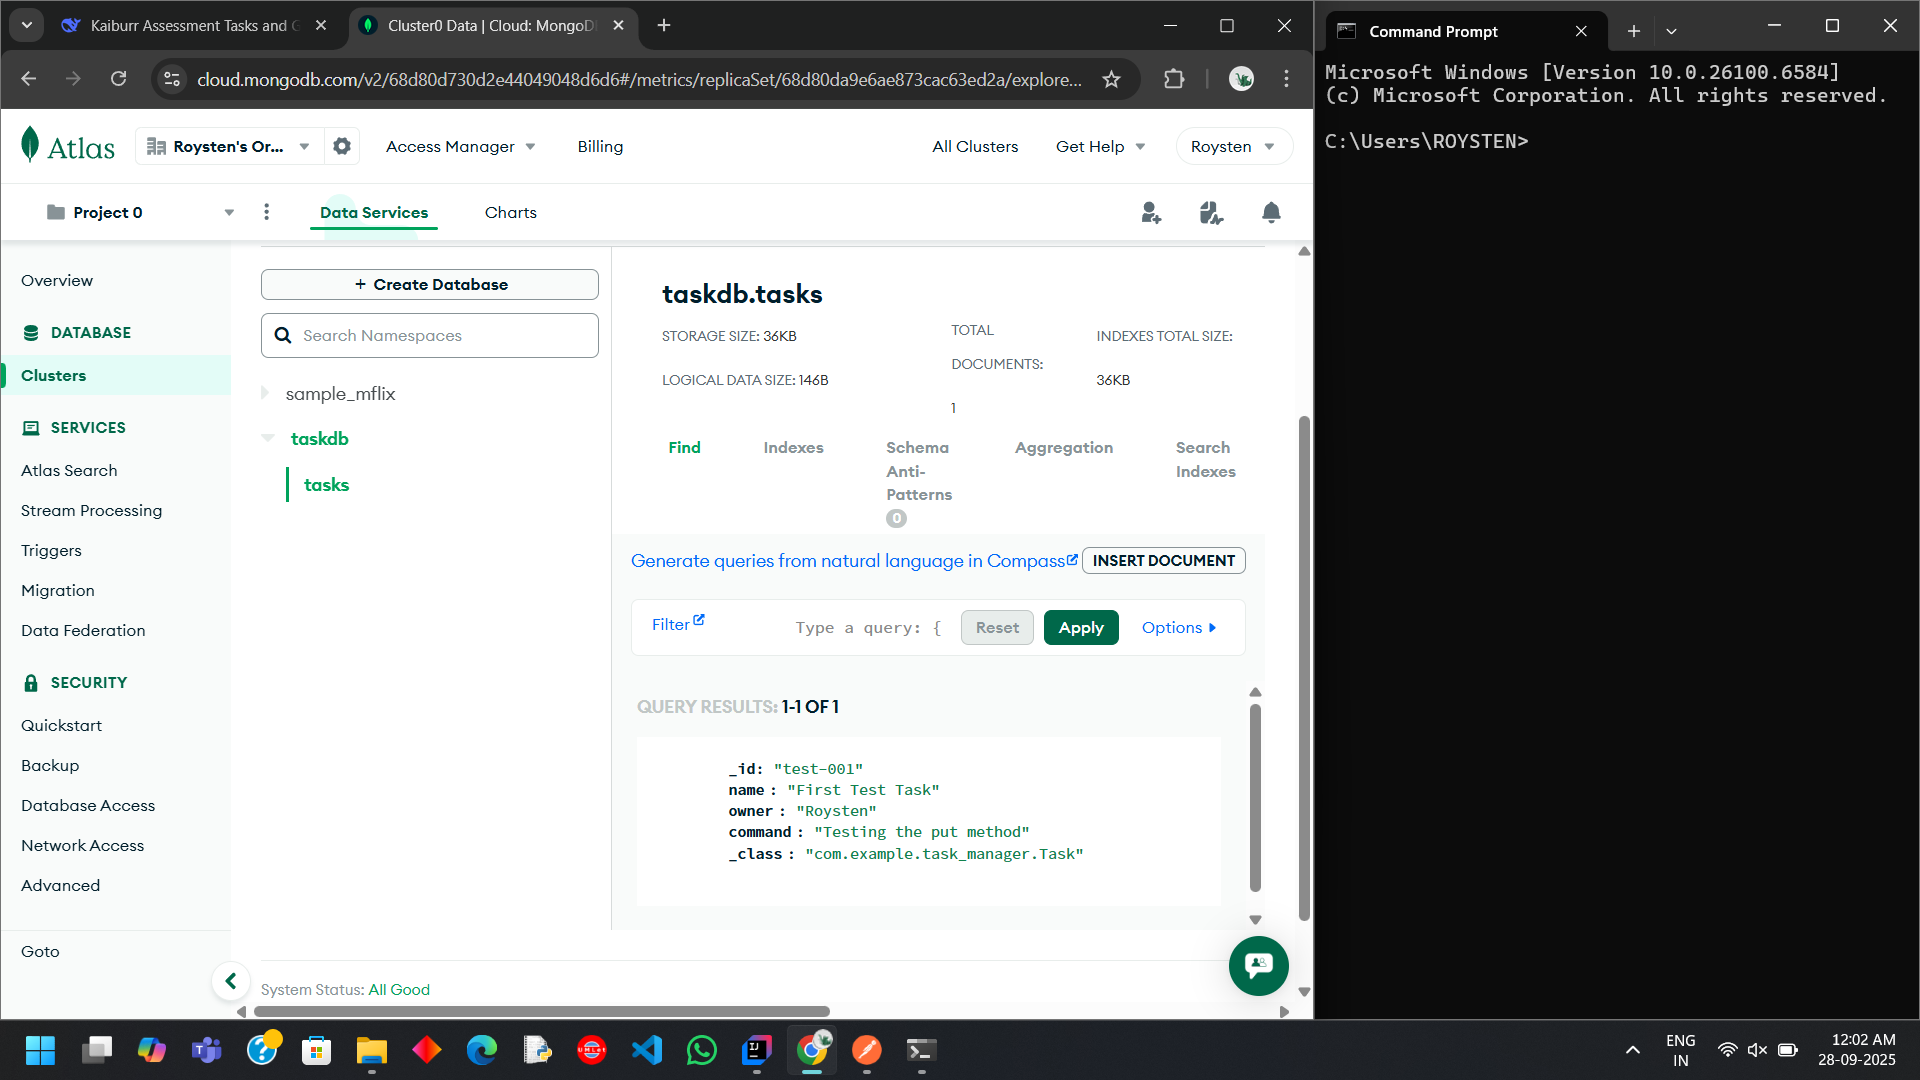 Kaiburr Assessment Tasks and G
Cluster0 Data | Cloud: MongoD
cloud.mongodb.com/v2/68d80d730d2e44049048d6d6#/metrics/replicaSet/68d80da9e6ae873cac63ed2a/explore...
Atlas
Roysten's Or...
Access Manager
Billing
All Clusters
Get Help
Roysten
Project 0
Data Services
Charts
Overview
DATABASE
Clusters
SERVICES
Atlas Search
Stream Processing
Triggers
Migration
Data Federation
SECURITY
Quickstart
Backup
Database Access
Network Access
Advanced
Goto
+ Create Database
Search Namespaces
sample_mflix
taskdb
tasks
taskdb.tasks
STORAGE SIZE: 36KB
LOGICAL DATA SIZE: 146B
TOTAL
DOCUMENTS:
1
INDEXES TOTAL SIZE:
36KB
Find
Indexes
Schema
Anti-
Patterns
0
Aggregation
Search
Indexes
Generate queries from natural language in Compass
INSERT DOCUMENT
Filter
Type a query: {
Reset
Apply
Options
QUERY RESULTS: 1-1 OF 1
_id: "test-001"
name : "First Test Task"
owner : "Roysten"
command : "Testing the put method"
_class : "com.example.task_manager.Task"
System Status: All Good
Command Prompt
Microsoft Windows [Version 10.0.26100.6584]
(c) Microsoft Corporation. All rights reserved.
C:\Users\ROYSTEN>
ENG
IN
12:02 AM
28-09-2025